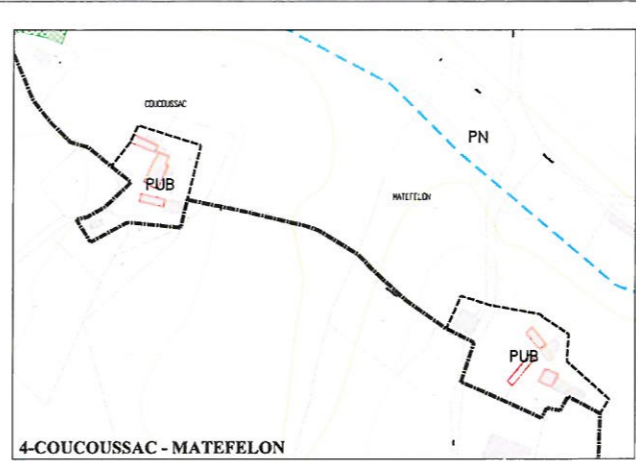 COUCOUSSAC
PN
PUB
MATEFELON
PUB
4-COUCOUSSAC - MATEFELON